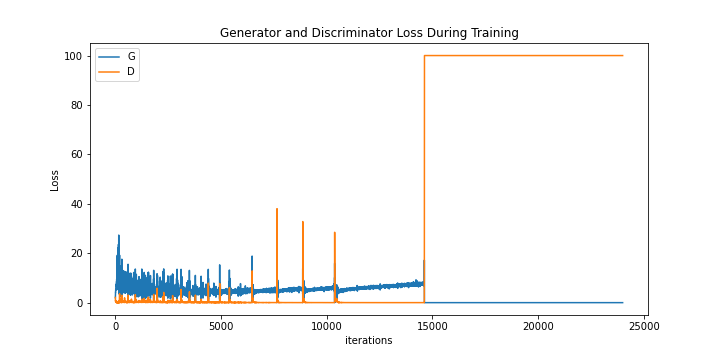 Generator and Discriminator Loss During Training
G
D
Loss
100
80
60
40
20
0
0
5000
10000
15000
20000
25000
iterations